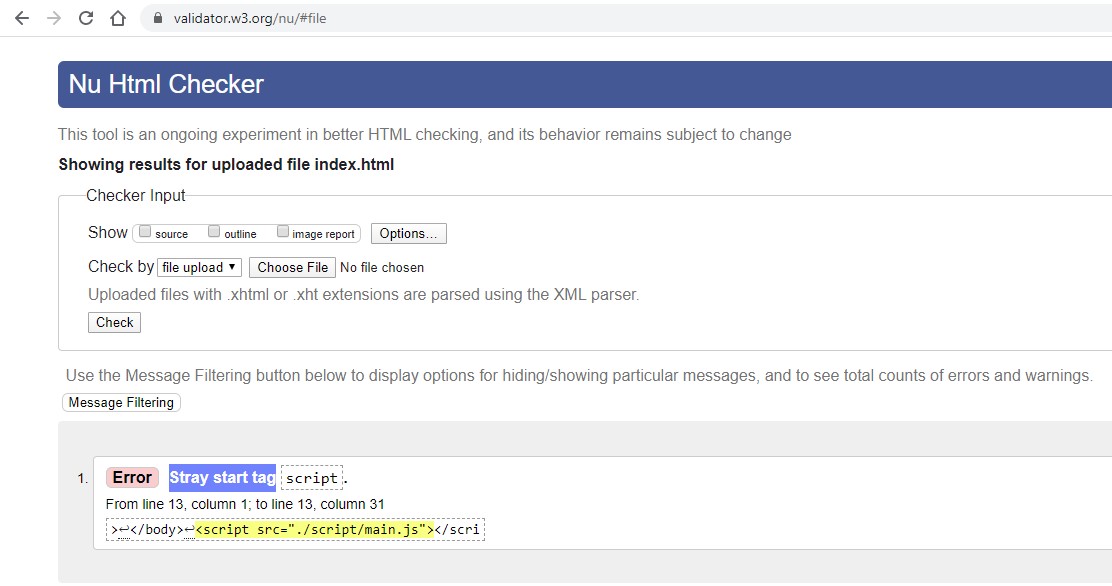 validator.w3.org/nu/#file
Nu Html Checker
This tool is an ongoing experiment in better HTML checking, and its behavior remains subject to change
Showing results for uploaded file index.html
Checker Input
Show source outline image report Options...
Check by file upload ▼ Choose File No file chosen
Uploaded files with .xhtml or .xht extensions are parsed using the XML parser.
Check
Use the Message Filtering button below to display options for hiding/showing particular messages, and to see total counts of errors and warnings.
Message Filtering
1. Error Stray start tag script.
From line 13, column 1; to line 13, column 31
>↩</body>↩<script src="./script/main.js"></scri